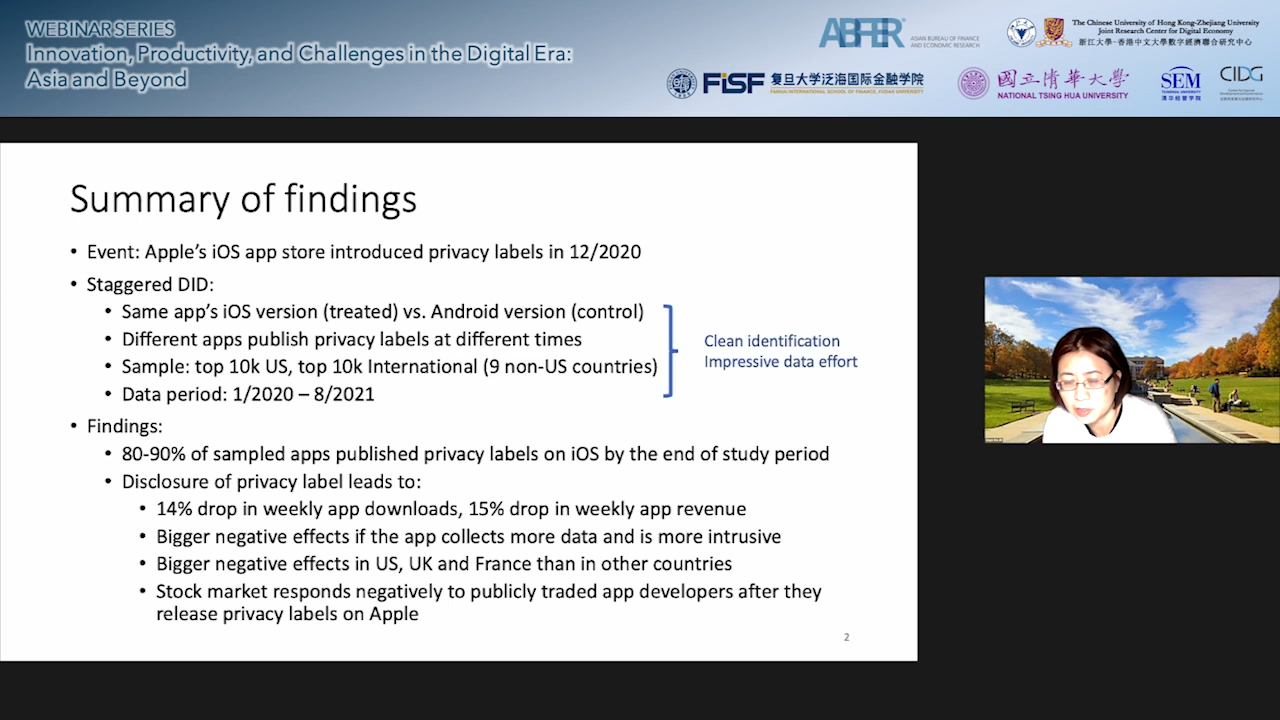 WEBINAR SERIES
Innovation, Productivity, and Challenges in the Digital Era:
Asia and Beyond
ABFER
ASIAN BUREAU OF FINANCE
AND ECONOMIC RESEARCH
The Chinese University of Hong Kong-Zhejiang University
Joint Research Center for Digital Economy
浙江大學-香港中文大學數字經濟聯合研究中心
FISF 复旦大学泛海国际金融学院
FANHAI INTERNATIONAL SCHOOL OF FINANCE, FUDAN UNIVERSITY
國立清華大學
NATIONAL TSING HUA UNIVERSITY
SEM
TSINGHUA UNIVERSITY
清华经管学院
CIDG
Summary of findings
• Event: Apple's iOS app store introduced privacy labels in 12/2020
• Staggered DID:
• Same app's iOS version (treated) vs. Android version (control)
• Different apps publish privacy labels at different times
• Sample: top 10k US, top 10k International (9 non-US countries)
• Data period: 1/2020 – 8/2021
Clean identification
Impressive data effort
• Findings:
• 80-90% of sampled apps published privacy labels on iOS by the end of study period
• Disclosure of privacy label leads to:
• 14% drop in weekly app downloads, 15% drop in weekly app revenue
• Bigger negative effects if the app collects more data and is more intrusive
• Bigger negative effects in US, UK and France than in other countries
• Stock market responds negatively to publicly traded app developers after they
release privacy labels on Apple
2